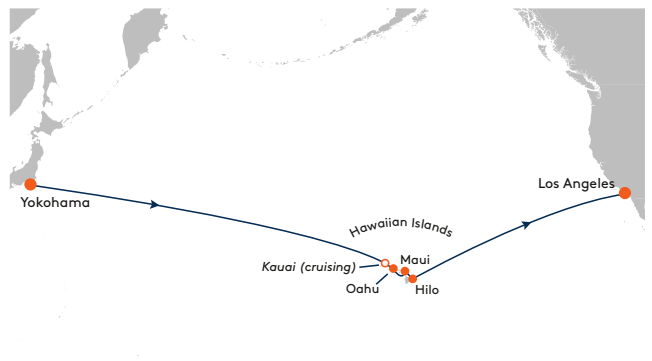 Los Angeles
Yokohama
Hawaiian Islands
Maui
Kauai (cruising)
Oahu
Hilo